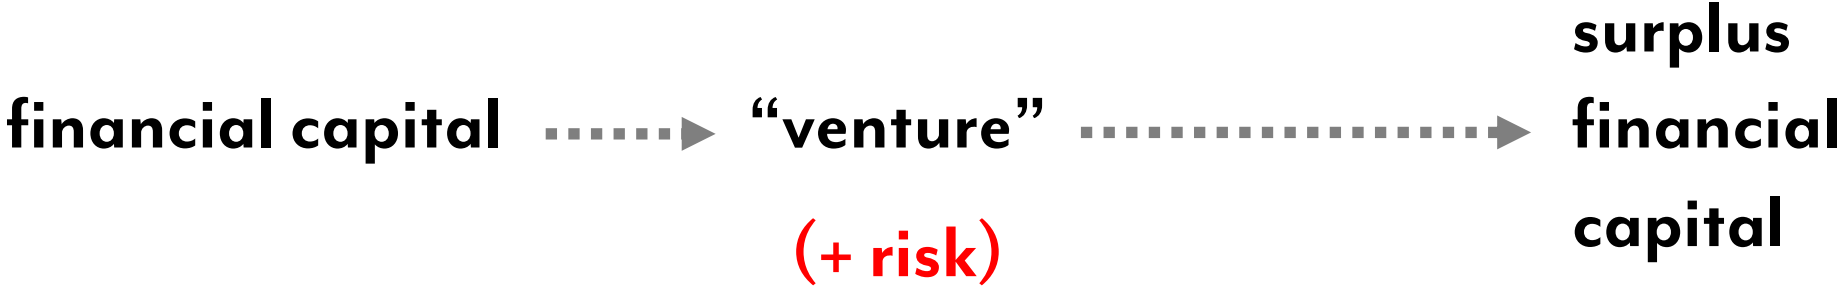 financial capital
“venture”
(+ risk)
surplus
financial
capital